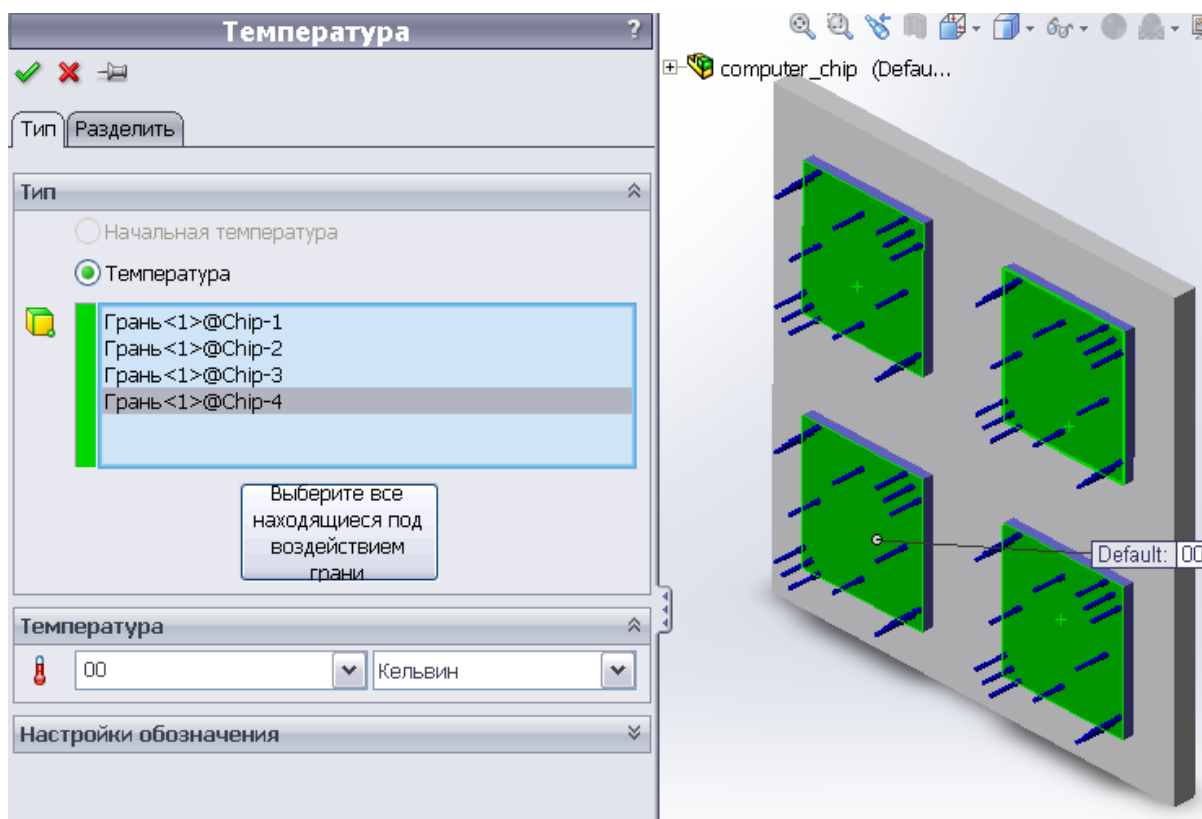 Температура ?
computer_chip (Defau...
Тип Разделить
Тип
Начальная температура
Температура
Грань<1>@Chip-1
Грань<1>@Chip-2
Грань<1>@Chip-3
Грань<1>@Chip-4
Выберите все
находящиеся под
воздействием
грани
Default: 00
Температура
00 Кельвин
Настройки обозначения